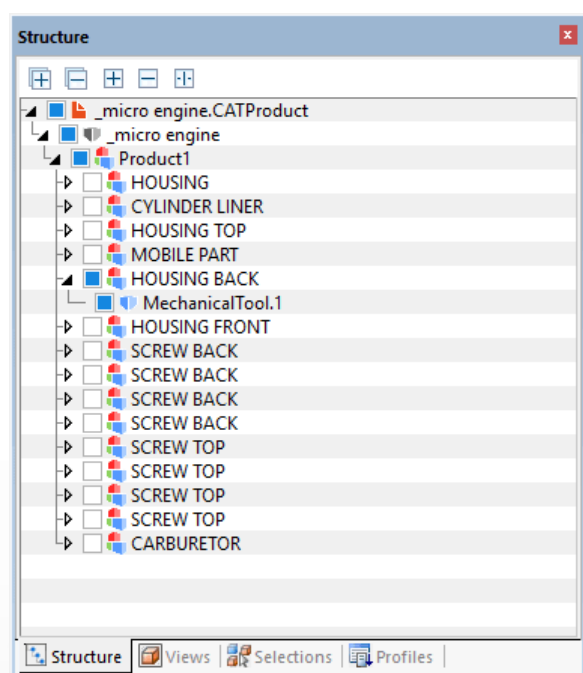 Structure
_micro engine.CATProduct
_micro engine
Product1
HOUSING
CYLINDER LINER
HOUSING TOP
MOBILE PART
HOUSING BACK
MechanicalTool.1
HOUSING FRONT
SCREW BACK
SCREW BACK
SCREW BACK
SCREW BACK
SCREW TOP
SCREW TOP
SCREW TOP
SCREW TOP
CARBURETOR
Structure Views Selections Profiles